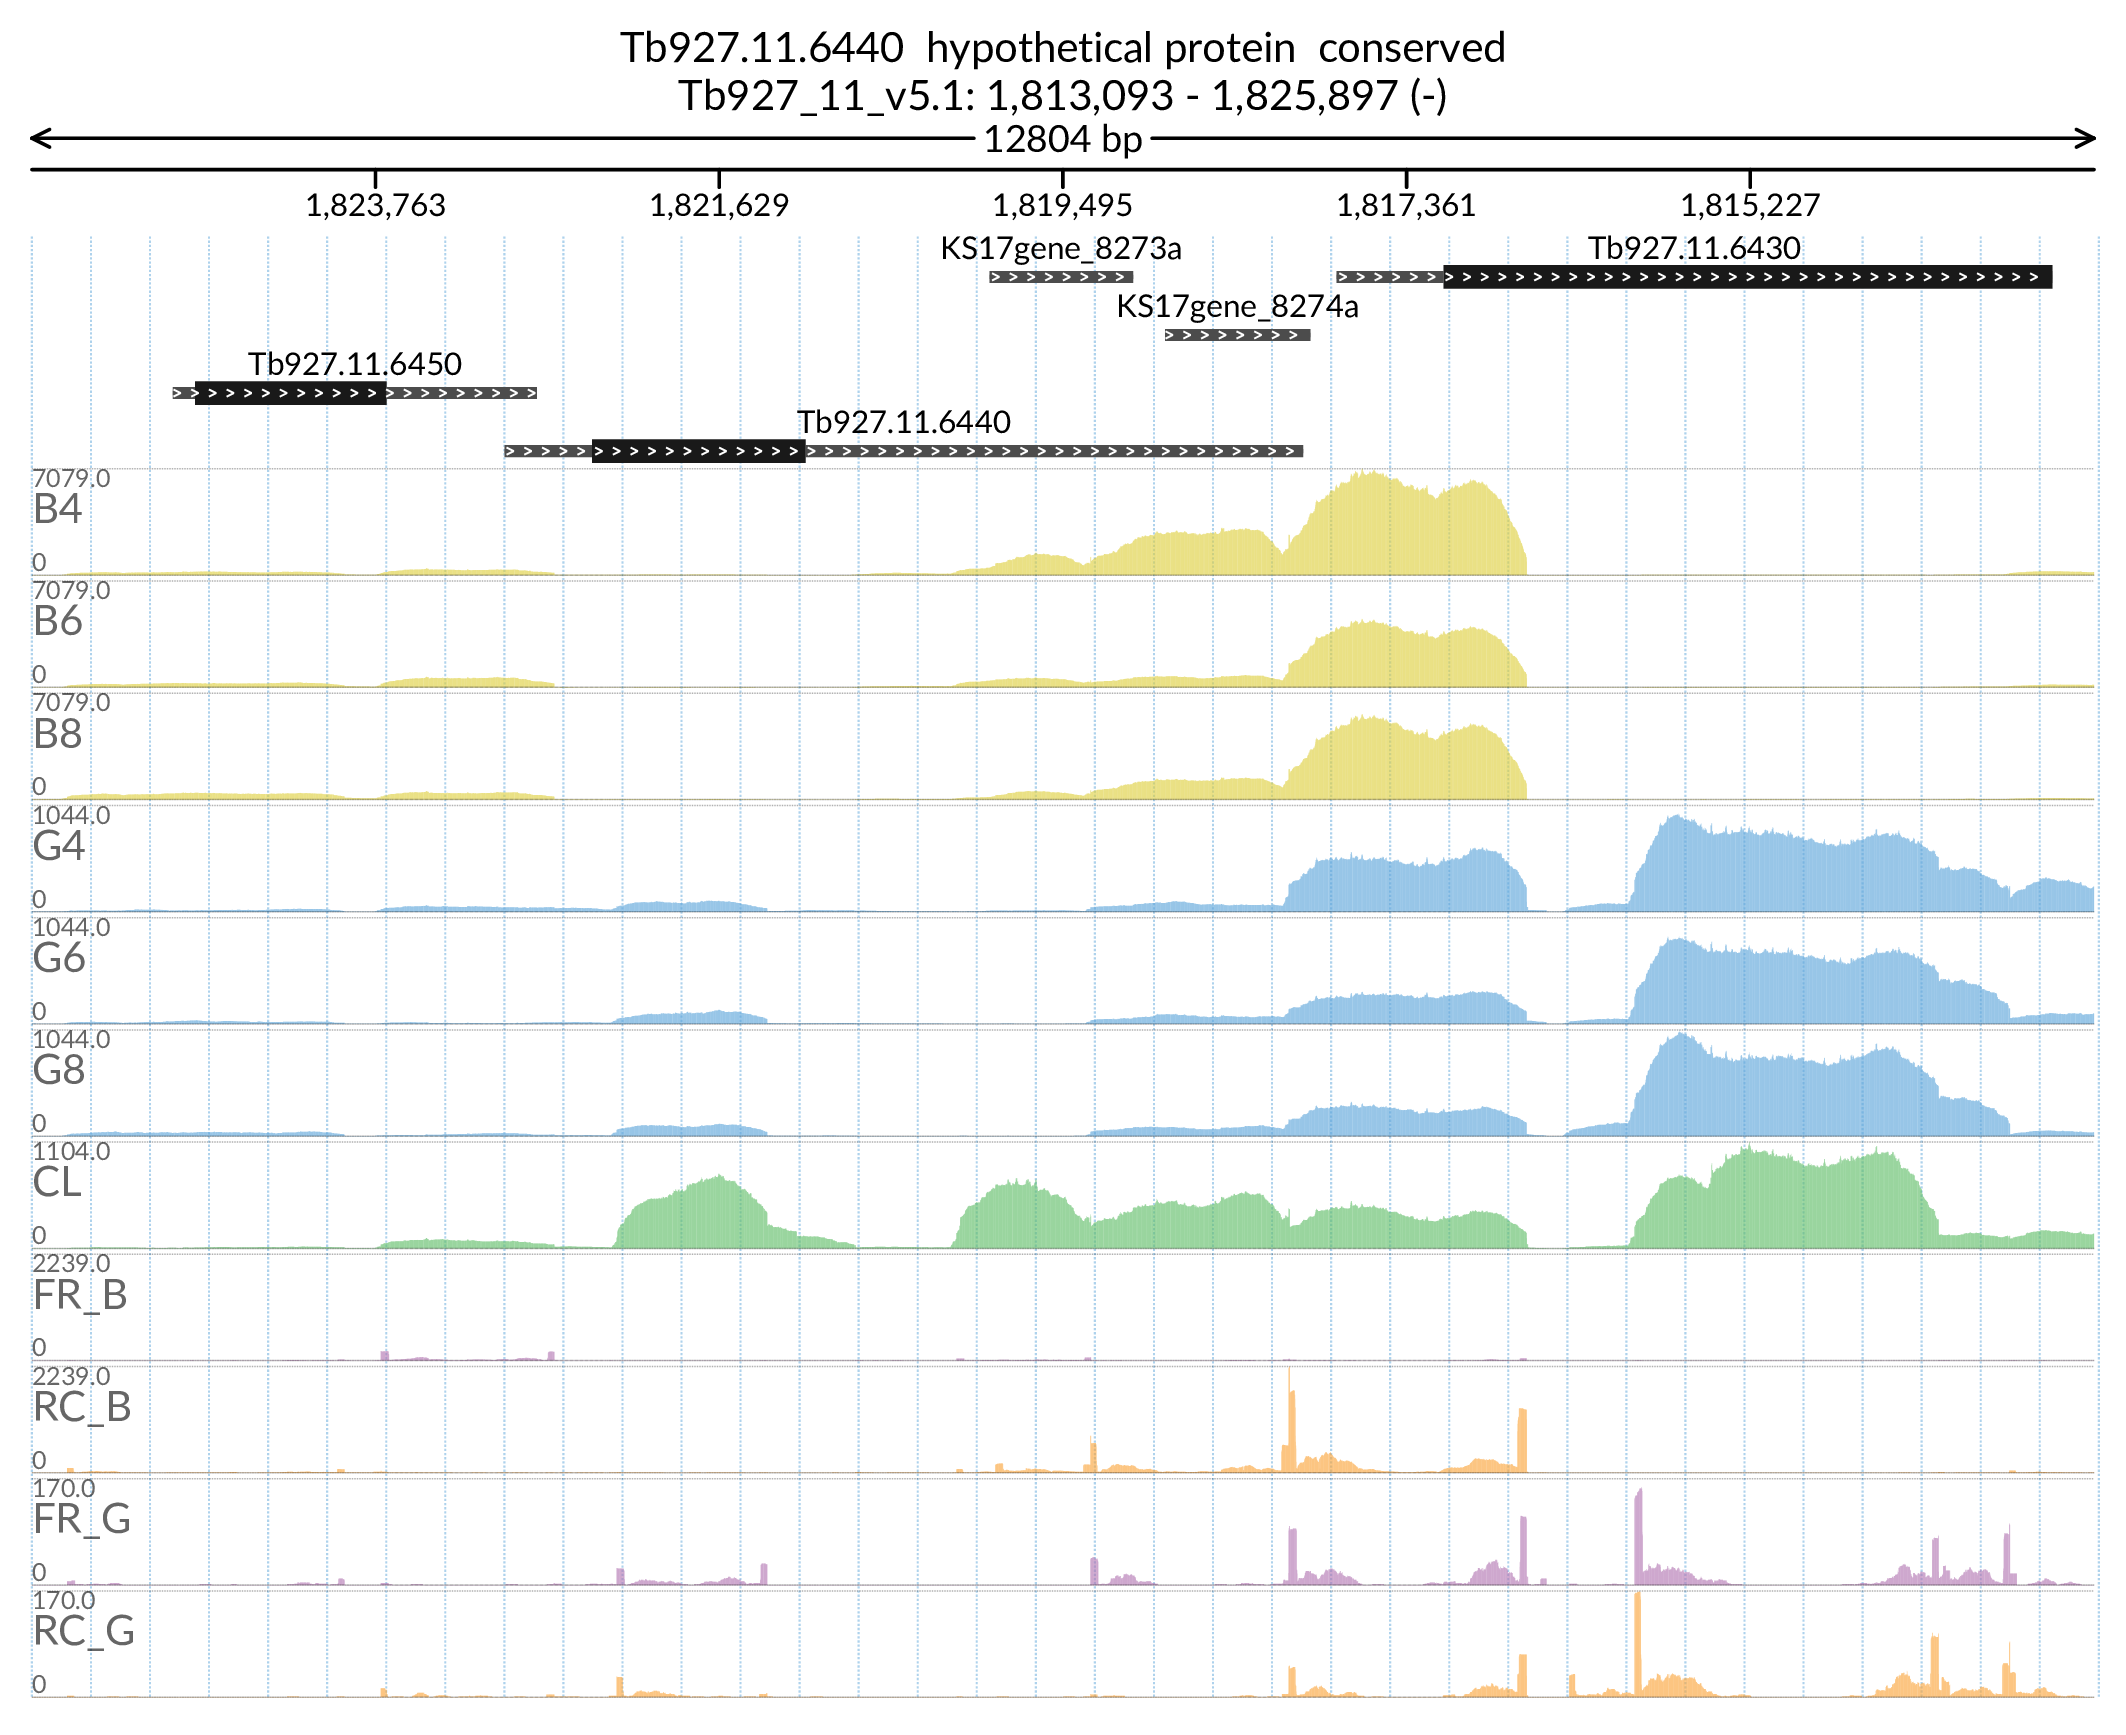 Tb927.11.6440  hypothetical protein  conserved
Tb927_11_v5.1: 1,813,093 - 1,825,897 (-)
12804 bp
1,823,763 1,821,629 1,819,495 1,817,361 1,815,227
KS17gene_8273a Tb927.11.6430
KS17gene_8274a
Tb927.11.6450
Tb927.11.6440
7079.0
B4
0
7079.0
B6
0
7079.0
B8
0
1044.0
G4
0
1044.0
G6
0
1044.0
G8
0
1104.0
CL
0
2239.0
FR_B
0
2239.0
RC_B
0
170.0
FR_G
0
170.0
RC_G
0